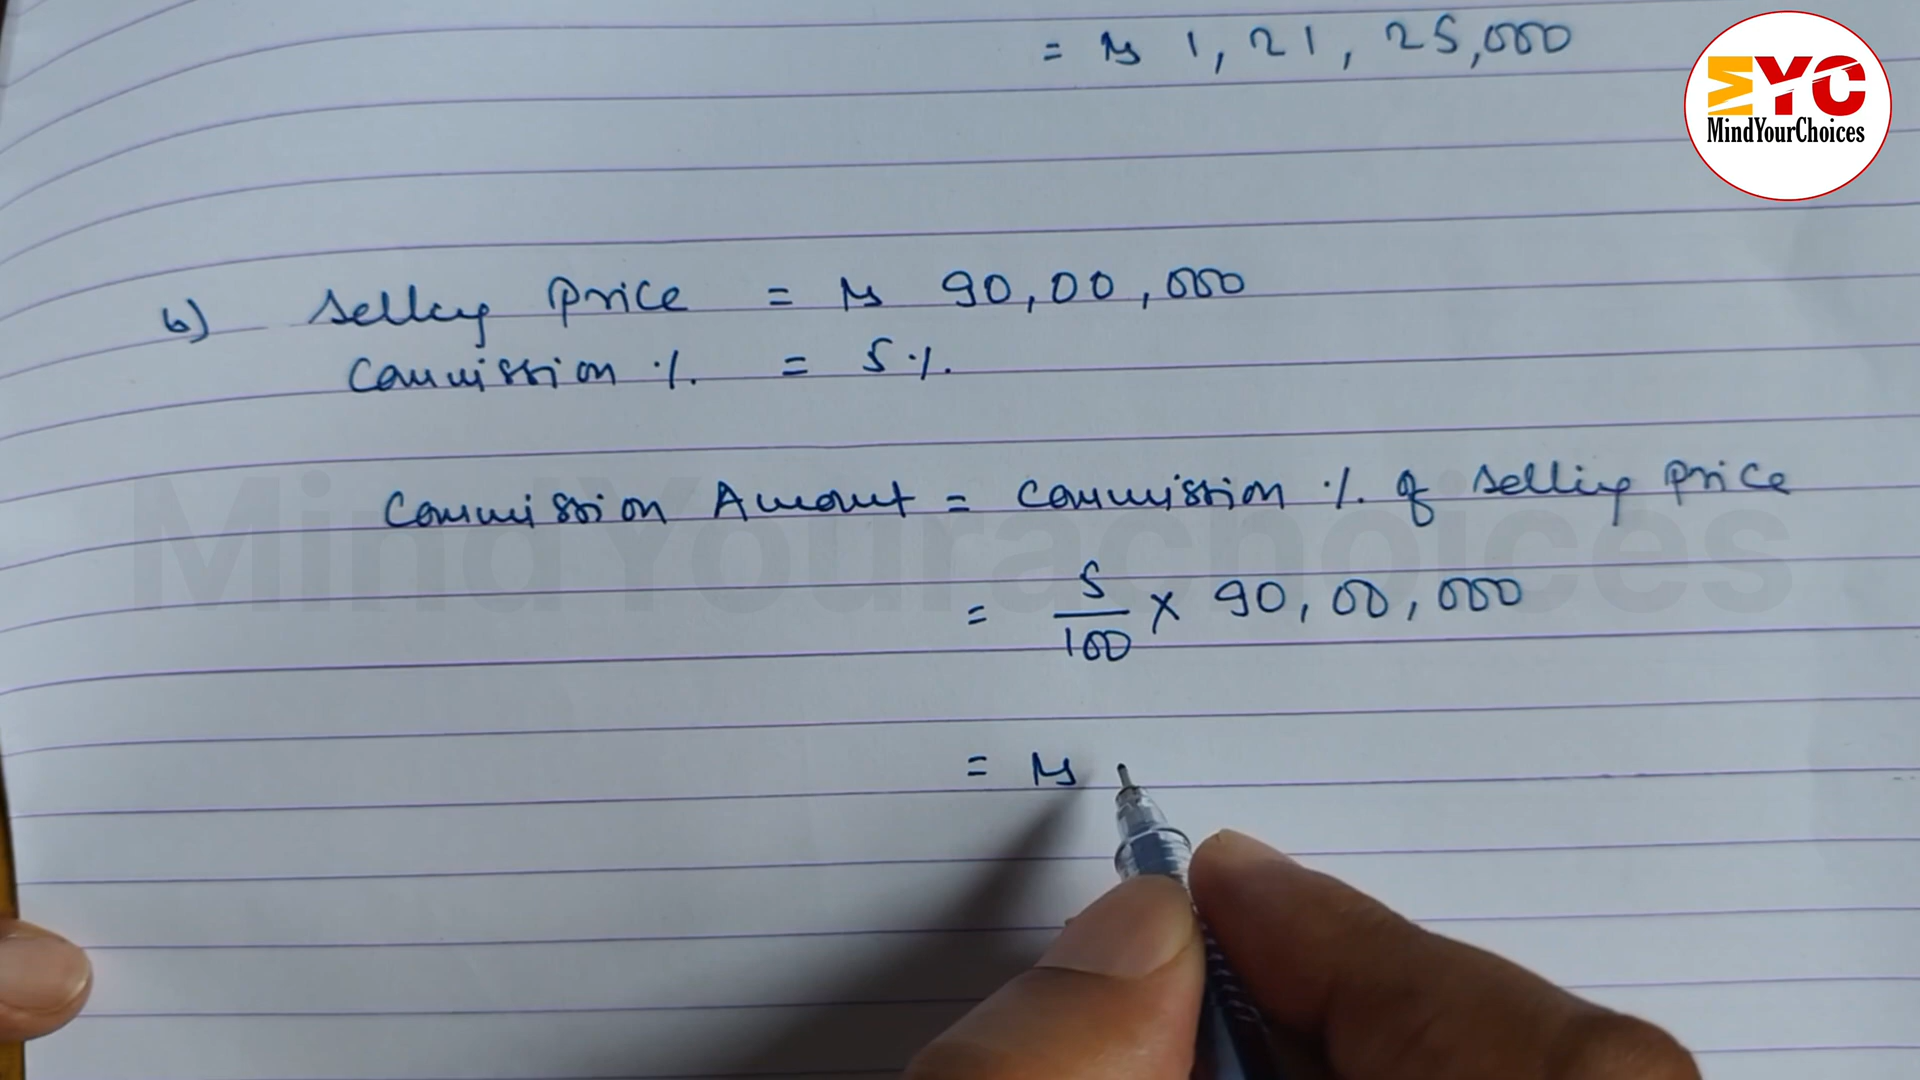 = Rs 1, 21, 25,000
MYC
MindYourChoices
b) Selling Price = Rs 90,00,000
Commission % = 5%.
Commission Amount = Commission % of Selling Price
= 5/100 × 90,00,000
MindYourachoices
= Rs